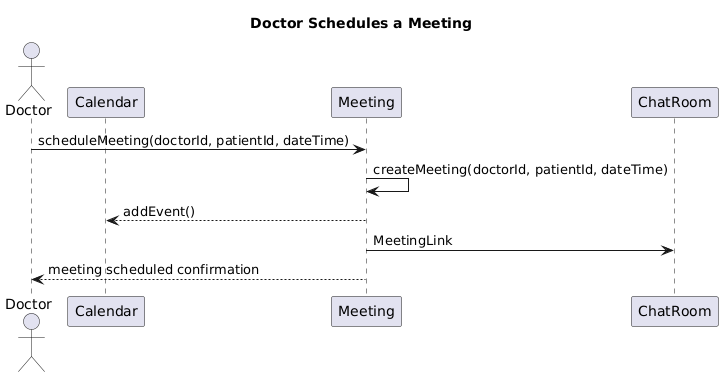 Doctor Schedules a Meeting
Doctor
Calendar
Meeting
ChatRoom
scheduleMeeting(doctorId, patientId, dateTime)
createMeeting(doctorId, patientId, dateTime)
addEvent()
MeetingLink
meeting scheduled confirmation
Doctor
Calendar
Meeting
ChatRoom